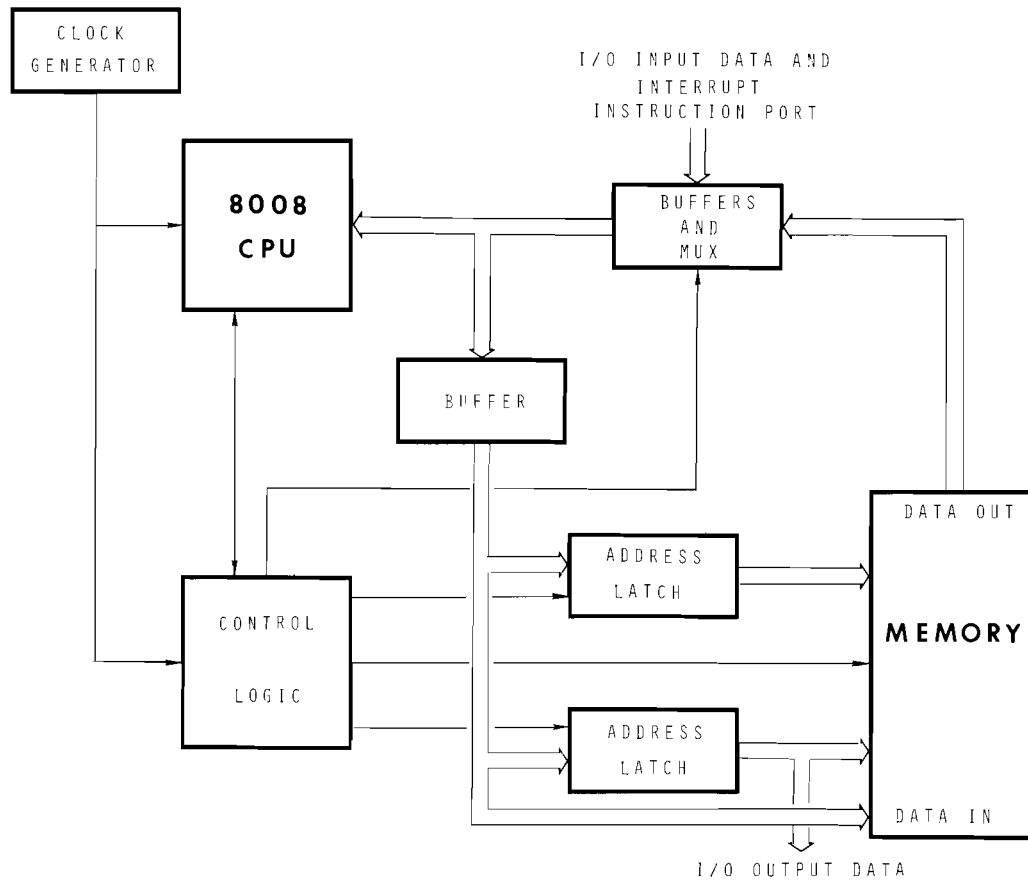 CLOCK
GENERATOR
I/O INPUT DATA AND
INTERRUPT
INSTRUCTION PORT
8008
CPU
BUFFERS
AND
MUX
BUFFER
DATA OUT
ADDRESS
LATCH
CONTROL
LOGIC
MEMORY
ADDRESS
LATCH
DATA IN
I/O OUTPUT DATA